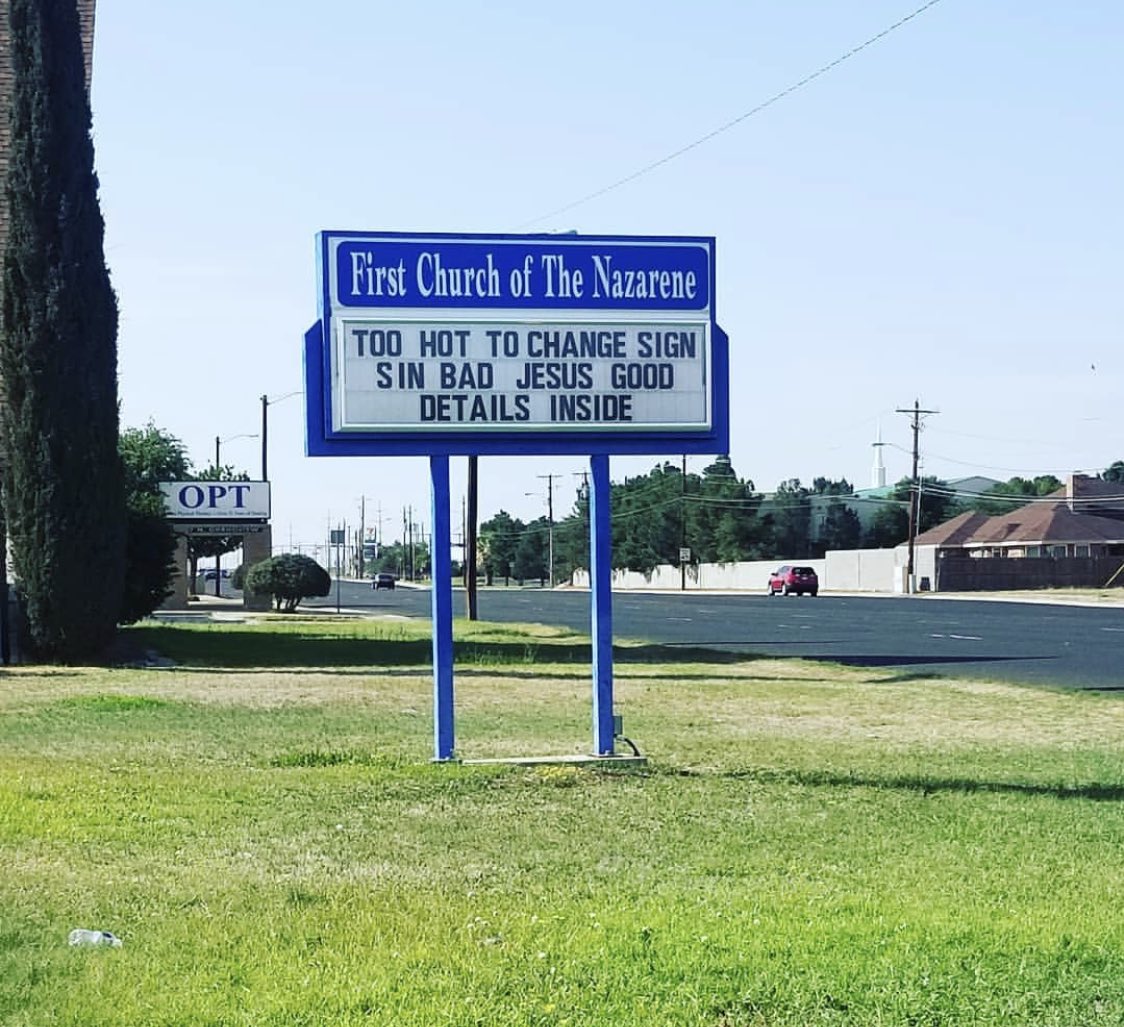 First Church of The Nazarene
TOO HOT TO CHANGE SIGN
SIN BAD JESUS GOOD
DETAILS INSIDE
OPT